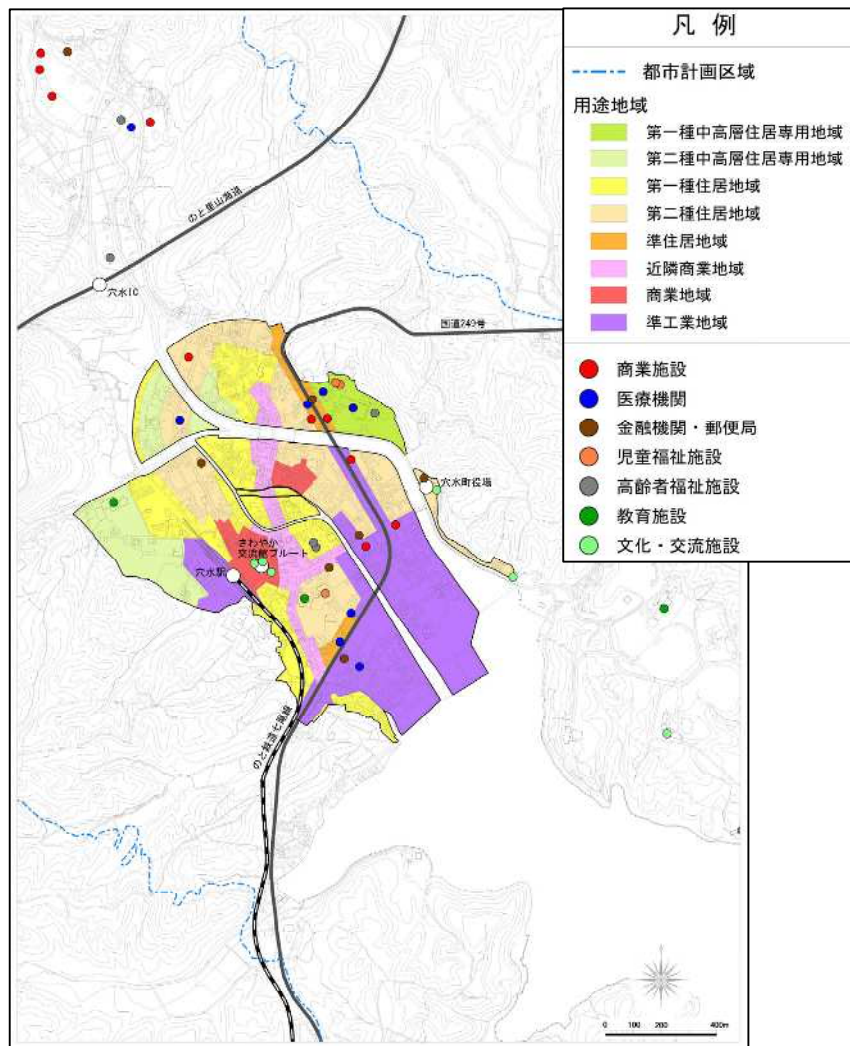 凡 例
都市計画区域
用途地域
第一種中高層住居専用地域
第二種中高層住居専用地域
第一種住居地域
第二種住居地域
準住居地域
近隣商業地域
商業地域
準工業地域
商業施設
医療機関
金融機関・郵便局
児童福祉施設
高齢者福祉施設
教育施設
文化・交流施設
のと里山海道
穴水IC
国道249号
穴水町役場
さわやか
交流館プルート
穴水駅
のと鉄道七尾線
0 100 200 400m